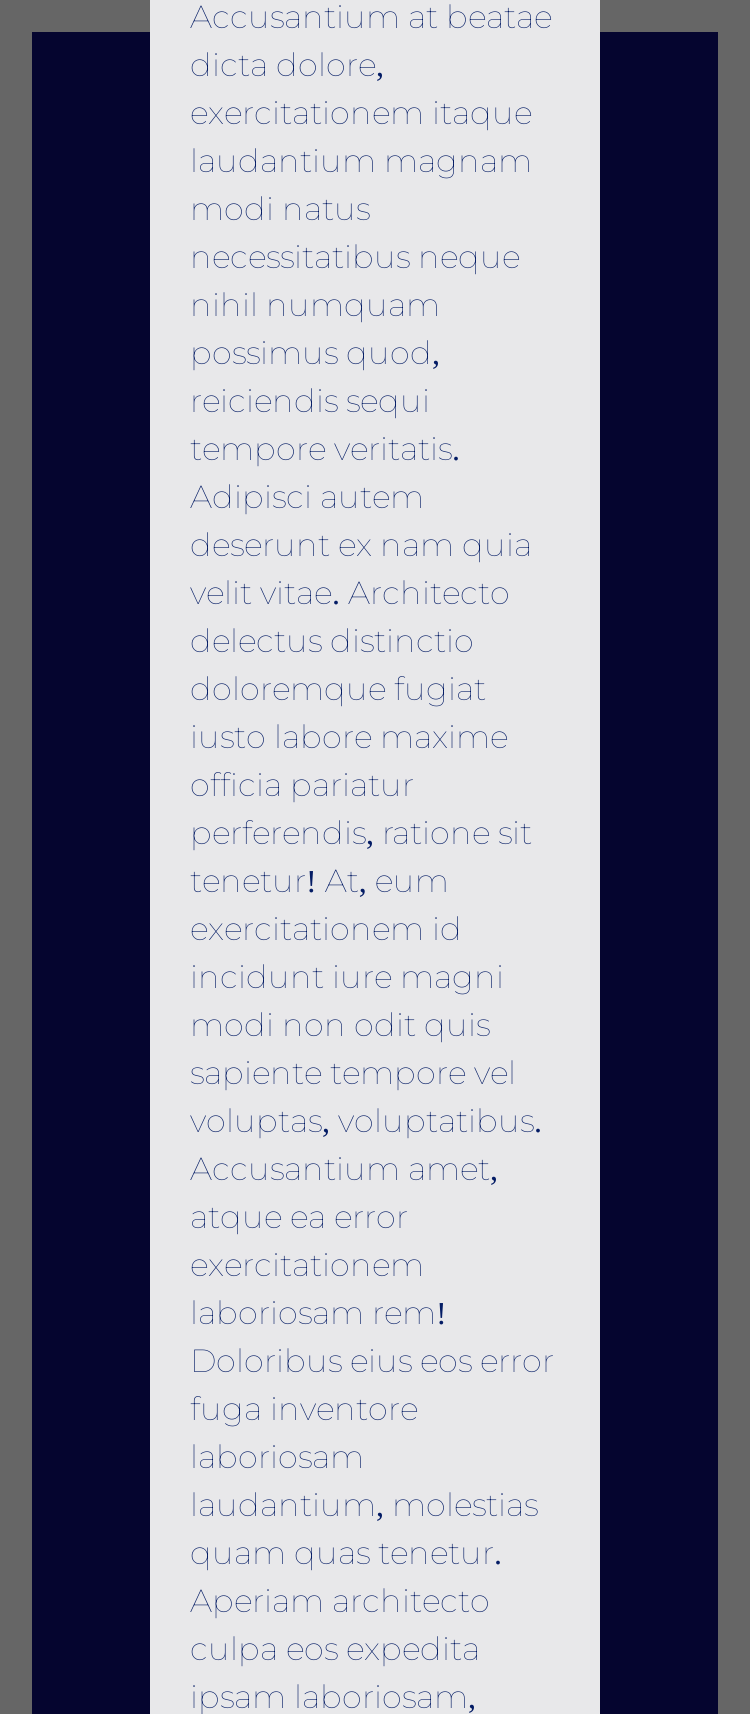 Accusantium at beatae
dicta dolore,
exercitationem itaque
laudantium magnam
modi natus
necessitatibus neque
nihil numquam
possimus quod,
reiciendis sequi
tempore veritatis.
Adipisci autem
deserunt ex nam quia
velit vitae. Architecto
delectus distinctio
doloremque fugiat
iusto labore maxime
officia pariatur
perferendis, ratione sit
tenetur! At, eum
exercitationem id
incidunt iure magni
modi non odit quis
sapiente tempore vel
voluptas, voluptatibus.
Accusantium amet,
atque ea error
exercitationem
laboriosam rem!
Doloribus eius eos error
fuga inventore
laboriosam
laudantium, molestias
quam quas tenetur.
Aperiam architecto
culpa eos expedita
ipsam laboriosam,